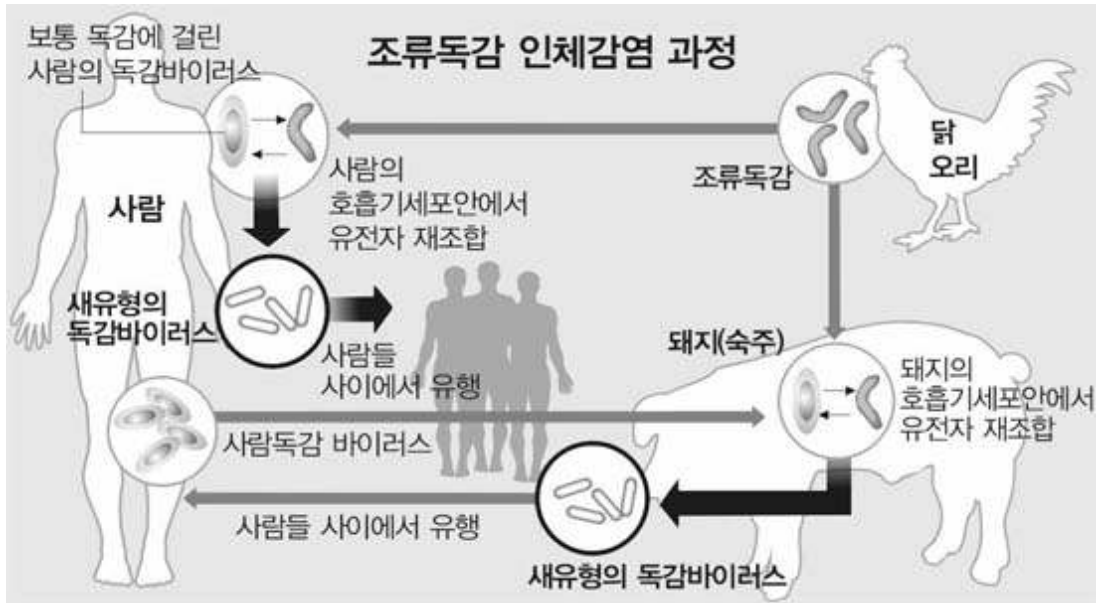 보통 독감에 걸린
사람의 독감바이러스
조류독감 인체감염 과정
닭
오리
조류독감
사람의
호흡기세포안에서
유전자 재조합
사람
새유형의
독감바이러스
사람들
사이에서 유행
돼지(숙주)
돼지의
호흡기세포안에서
유전자 재조합
사람독감 바이러스
사람들 사이에서 유행
새유형의 독감바이러스